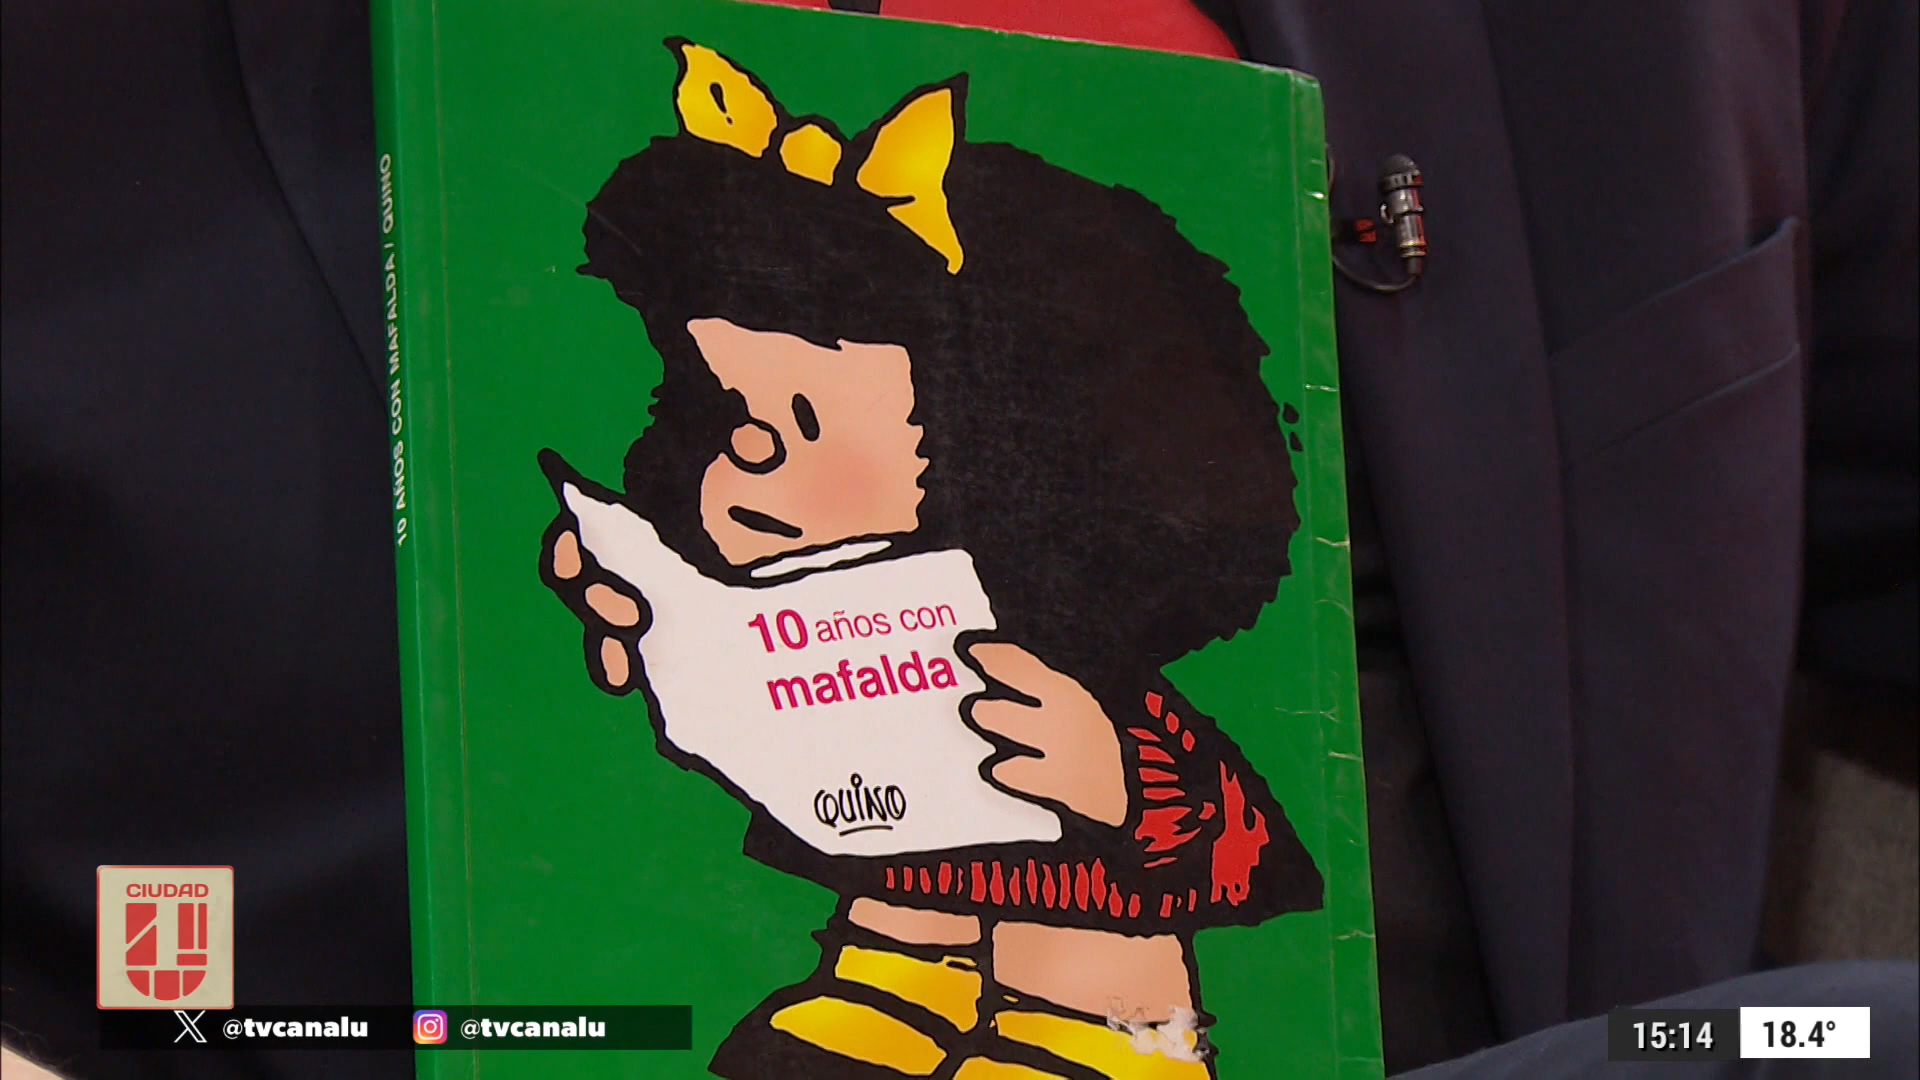 10 AÑOS CON MAFALDA / QUINO
10 años con
mafalda
QUINO
CIUDAD
U
@tvcanalu
@tvcanalu
15:14
18.4°